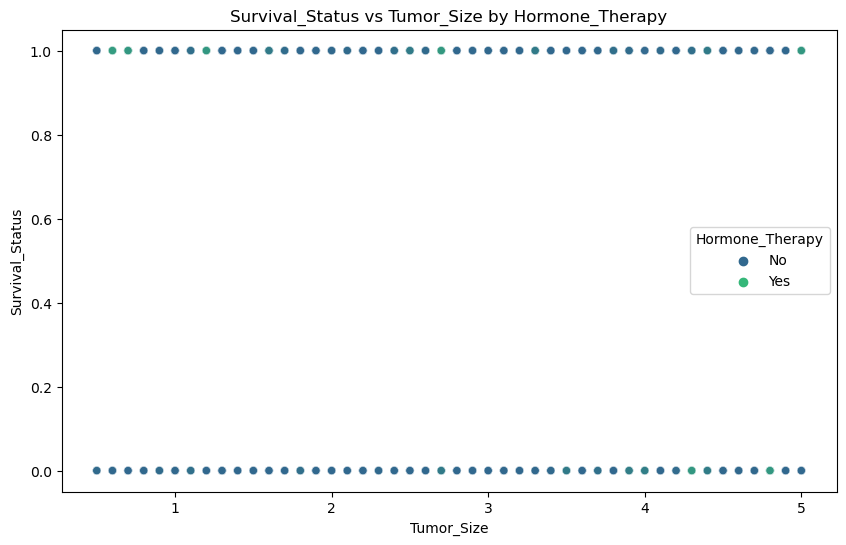 Survival_Status vs Tumor_Size by Hormone_Therapy
1.0
0.8
0.6
0.4
0.2
0.0
Survival_Status
Hormone_Therapy
No
Yes
1 2 3 4 5
Tumor_Size